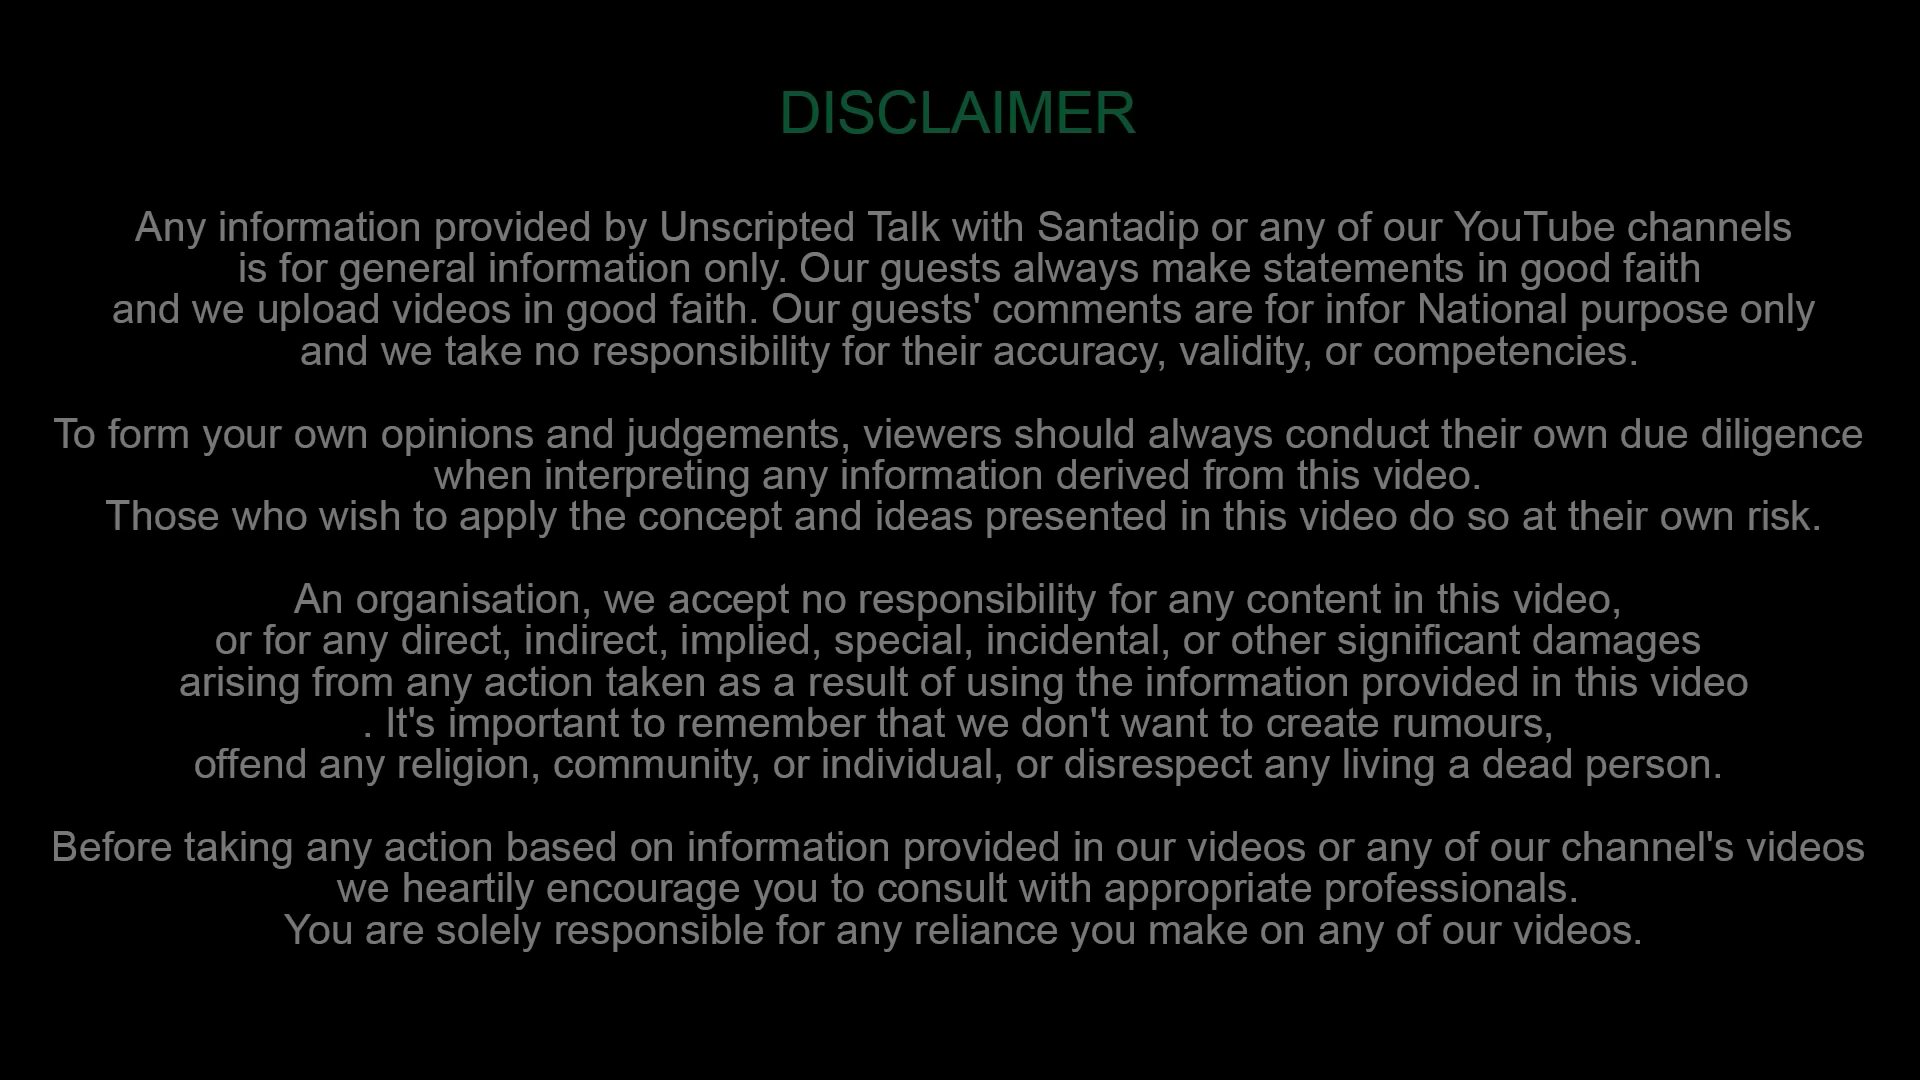 DISCLAIMER
Any information provided by Unscripted Talk with Santadip or any of our YouTube channels
is for general information only. Our guests always make statements in good faith
and we upload videos in good faith. Our guests' comments are for infor National purpose only
and we take no responsibility for their accuracy, validity, or competencies.
To form your own opinions and judgements, viewers should always conduct their own due diligence
when interpreting any information derived from this video.
Those who wish to apply the concept and ideas presented in this video do so at their own risk.
An organisation, we accept no responsibility for any content in this video,
or for any direct, indirect, implied, special, incidental, or other significant damages
arising from any action taken as a result of using the information provided in this video
. It's important to remember that we don't want to create rumours,
offend any religion, community, or individual, or disrespect any living a dead person.
Before taking any action based on information provided in our videos or any of our channel's videos
we heartily encourage you to consult with appropriate professionals.
You are solely responsible for any reliance you make on any of our videos.